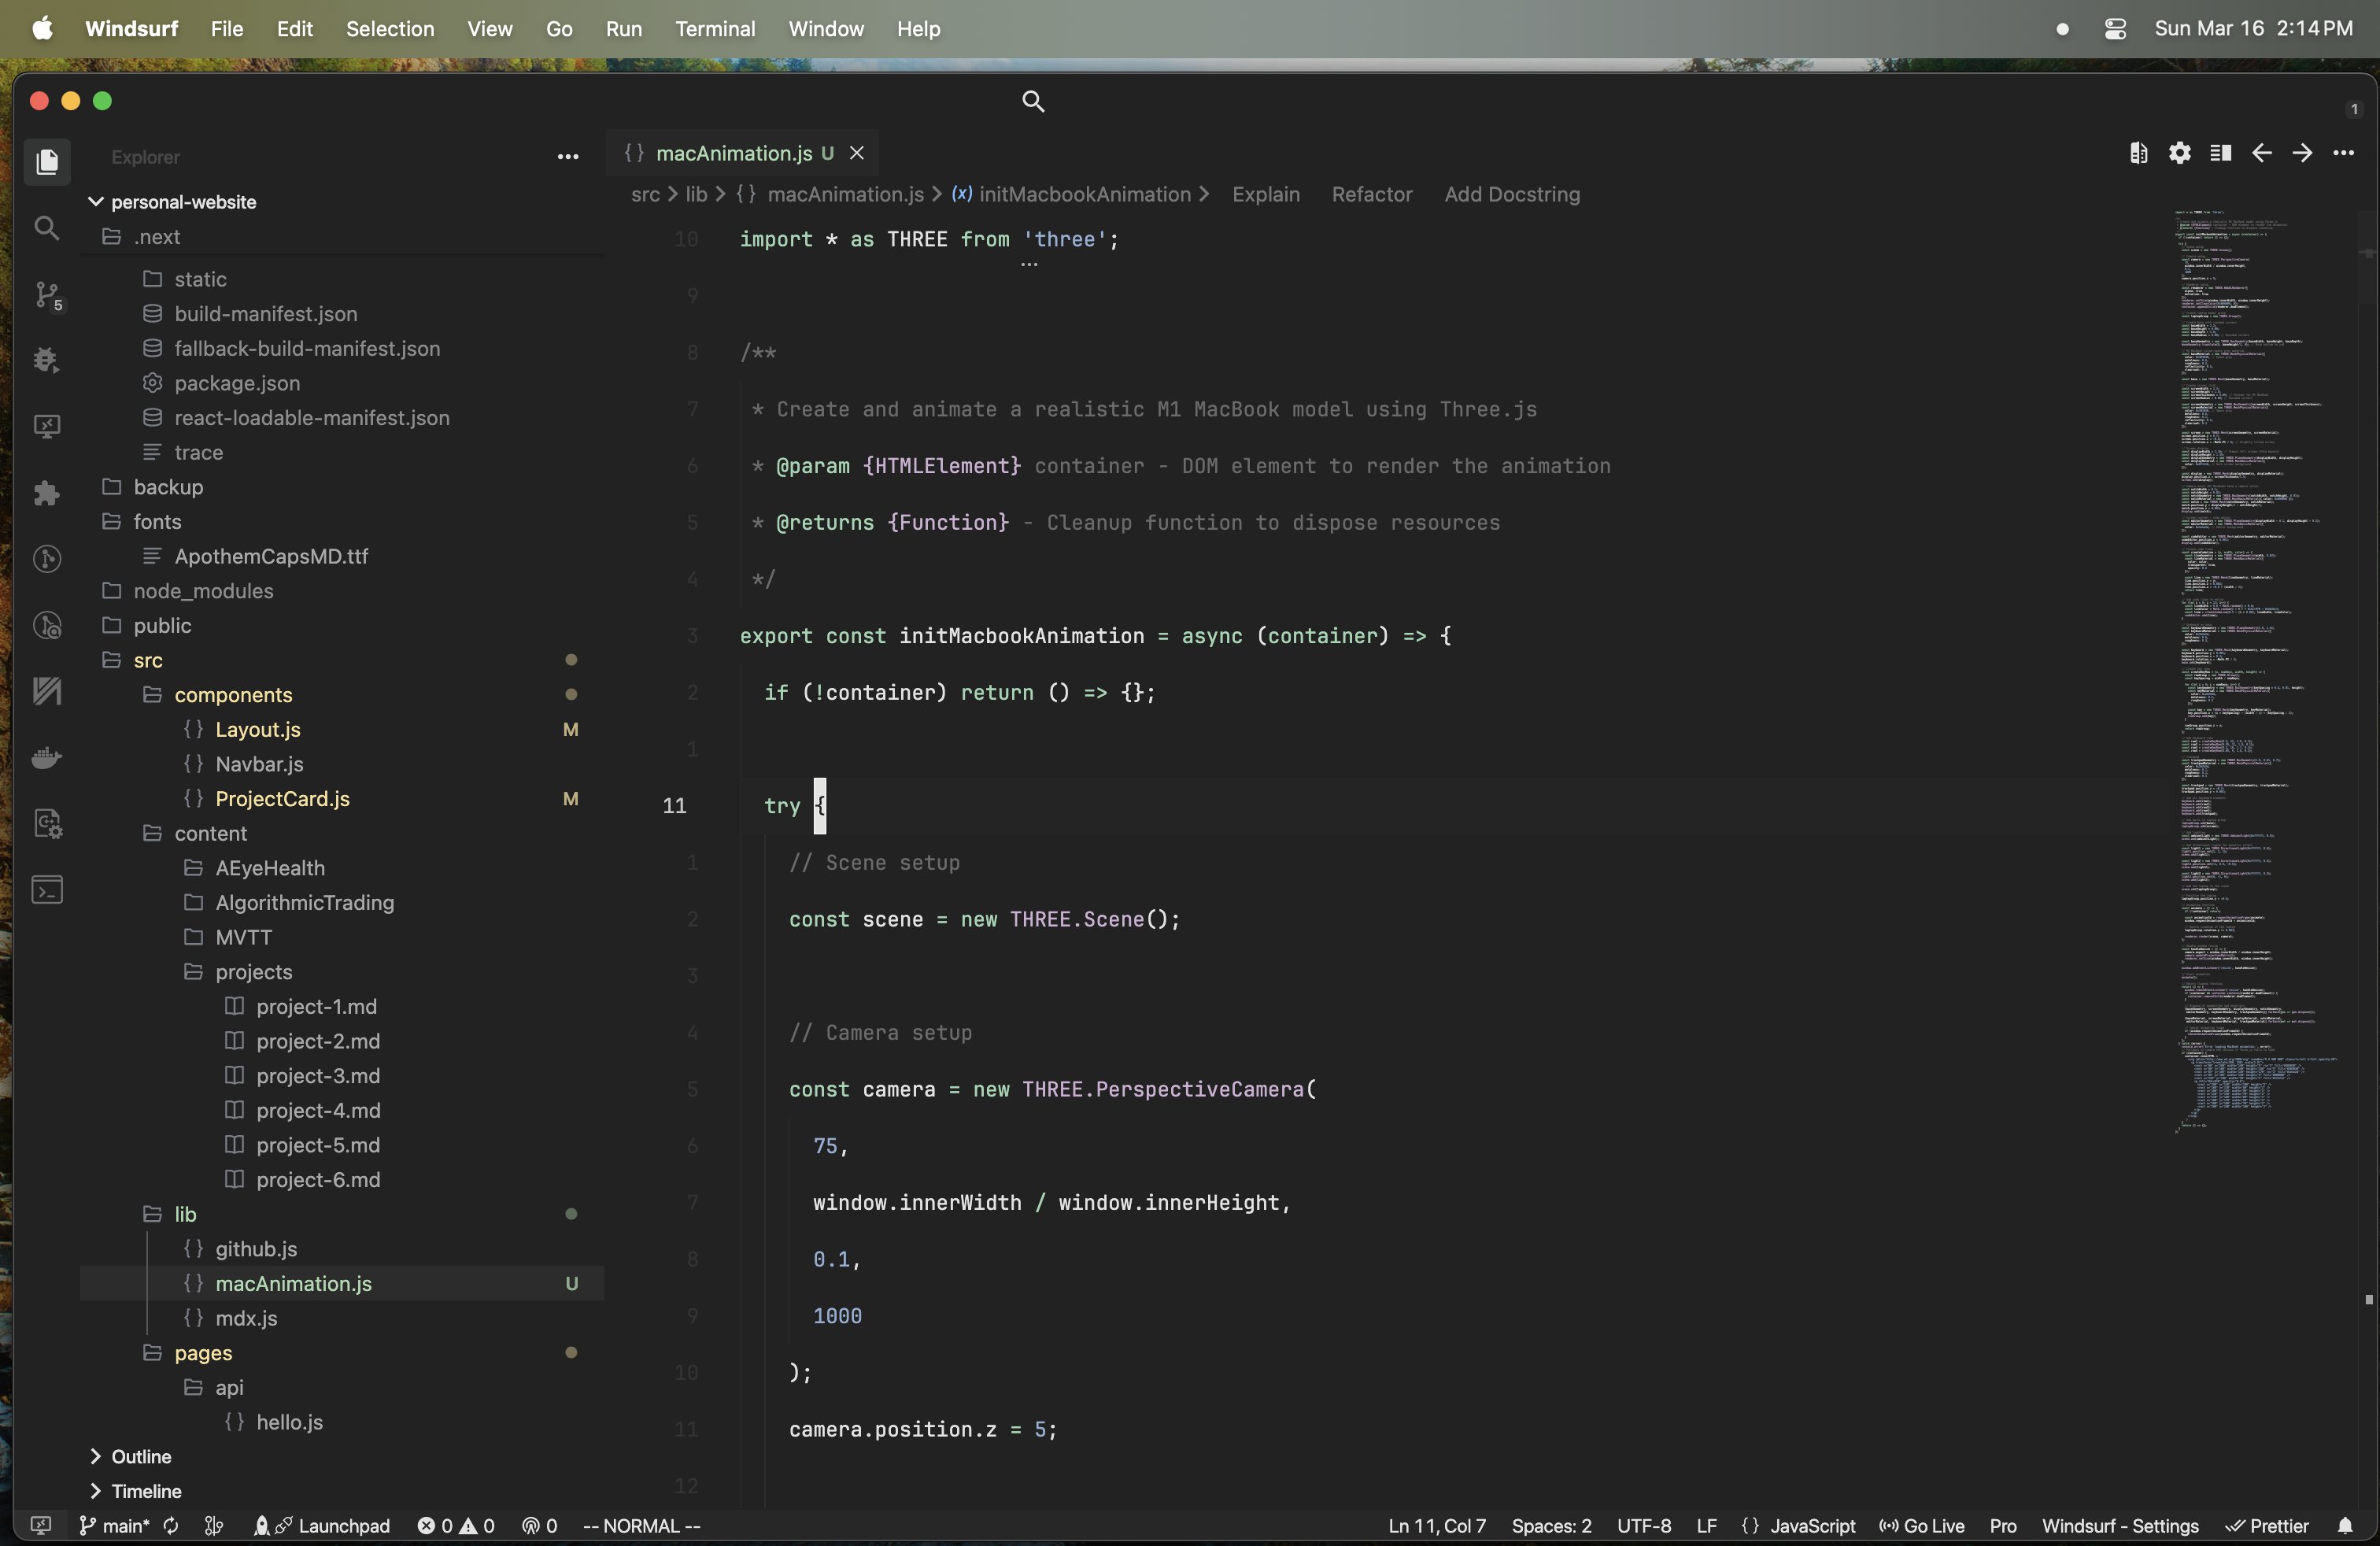 Windsurf File Edit Selection View Go Run Terminal Window Help
Sun Mar 16 2:14 PM
1
Explorer
personal-website
.next
static
build-manifest.json
fallback-build-manifest.json
package.json
react-loadable-manifest.json
trace
backup
fonts
ApothemCapsMD.ttf
node_modules
public
src
components
Layout.js M
Navbar.js
ProjectCard.js M
content
AEyeHealth
AlgorithmicTrading
MVTT
projects
project-1.md
project-2.md
project-3.md
project-4.md
project-5.md
project-6.md
lib
github.js
macAnimation.js U
mdx.js
pages
api
hello.js
Outline
Timeline
5
{} macAnimation.js U
src > lib > {} macAnimation.js > (x) initMacbookAnimation > Explain Refactor Add Docstring
10 import * as THREE from 'three';
...
9
8 /**
7 * Create and animate a realistic M1 MacBook model using Three.js
6 * @param {HTMLElement} container - DOM element to render the animation
5 * @returns {Function} - Cleanup function to dispose resources
4 */
3 export const initMacbookAnimation = async (container) => {
2 if (!container) return () => {};
1
11 try {
1 // Scene setup
2 const scene = new THREE.Scene();
3
4 // Camera setup
5 const camera = new THREE.PerspectiveCamera(
6 75,
7 window.innerWidth / window.innerHeight,
8 0.1,
9 1000
10 );
11 camera.position.z = 5;
12
main* Launchpad 0 0 0 -- NORMAL -- Ln 11, Col 7 Spaces: 2 UTF-8 LF {} JavaScript Go Live Pro Windsurf - Settings Prettier